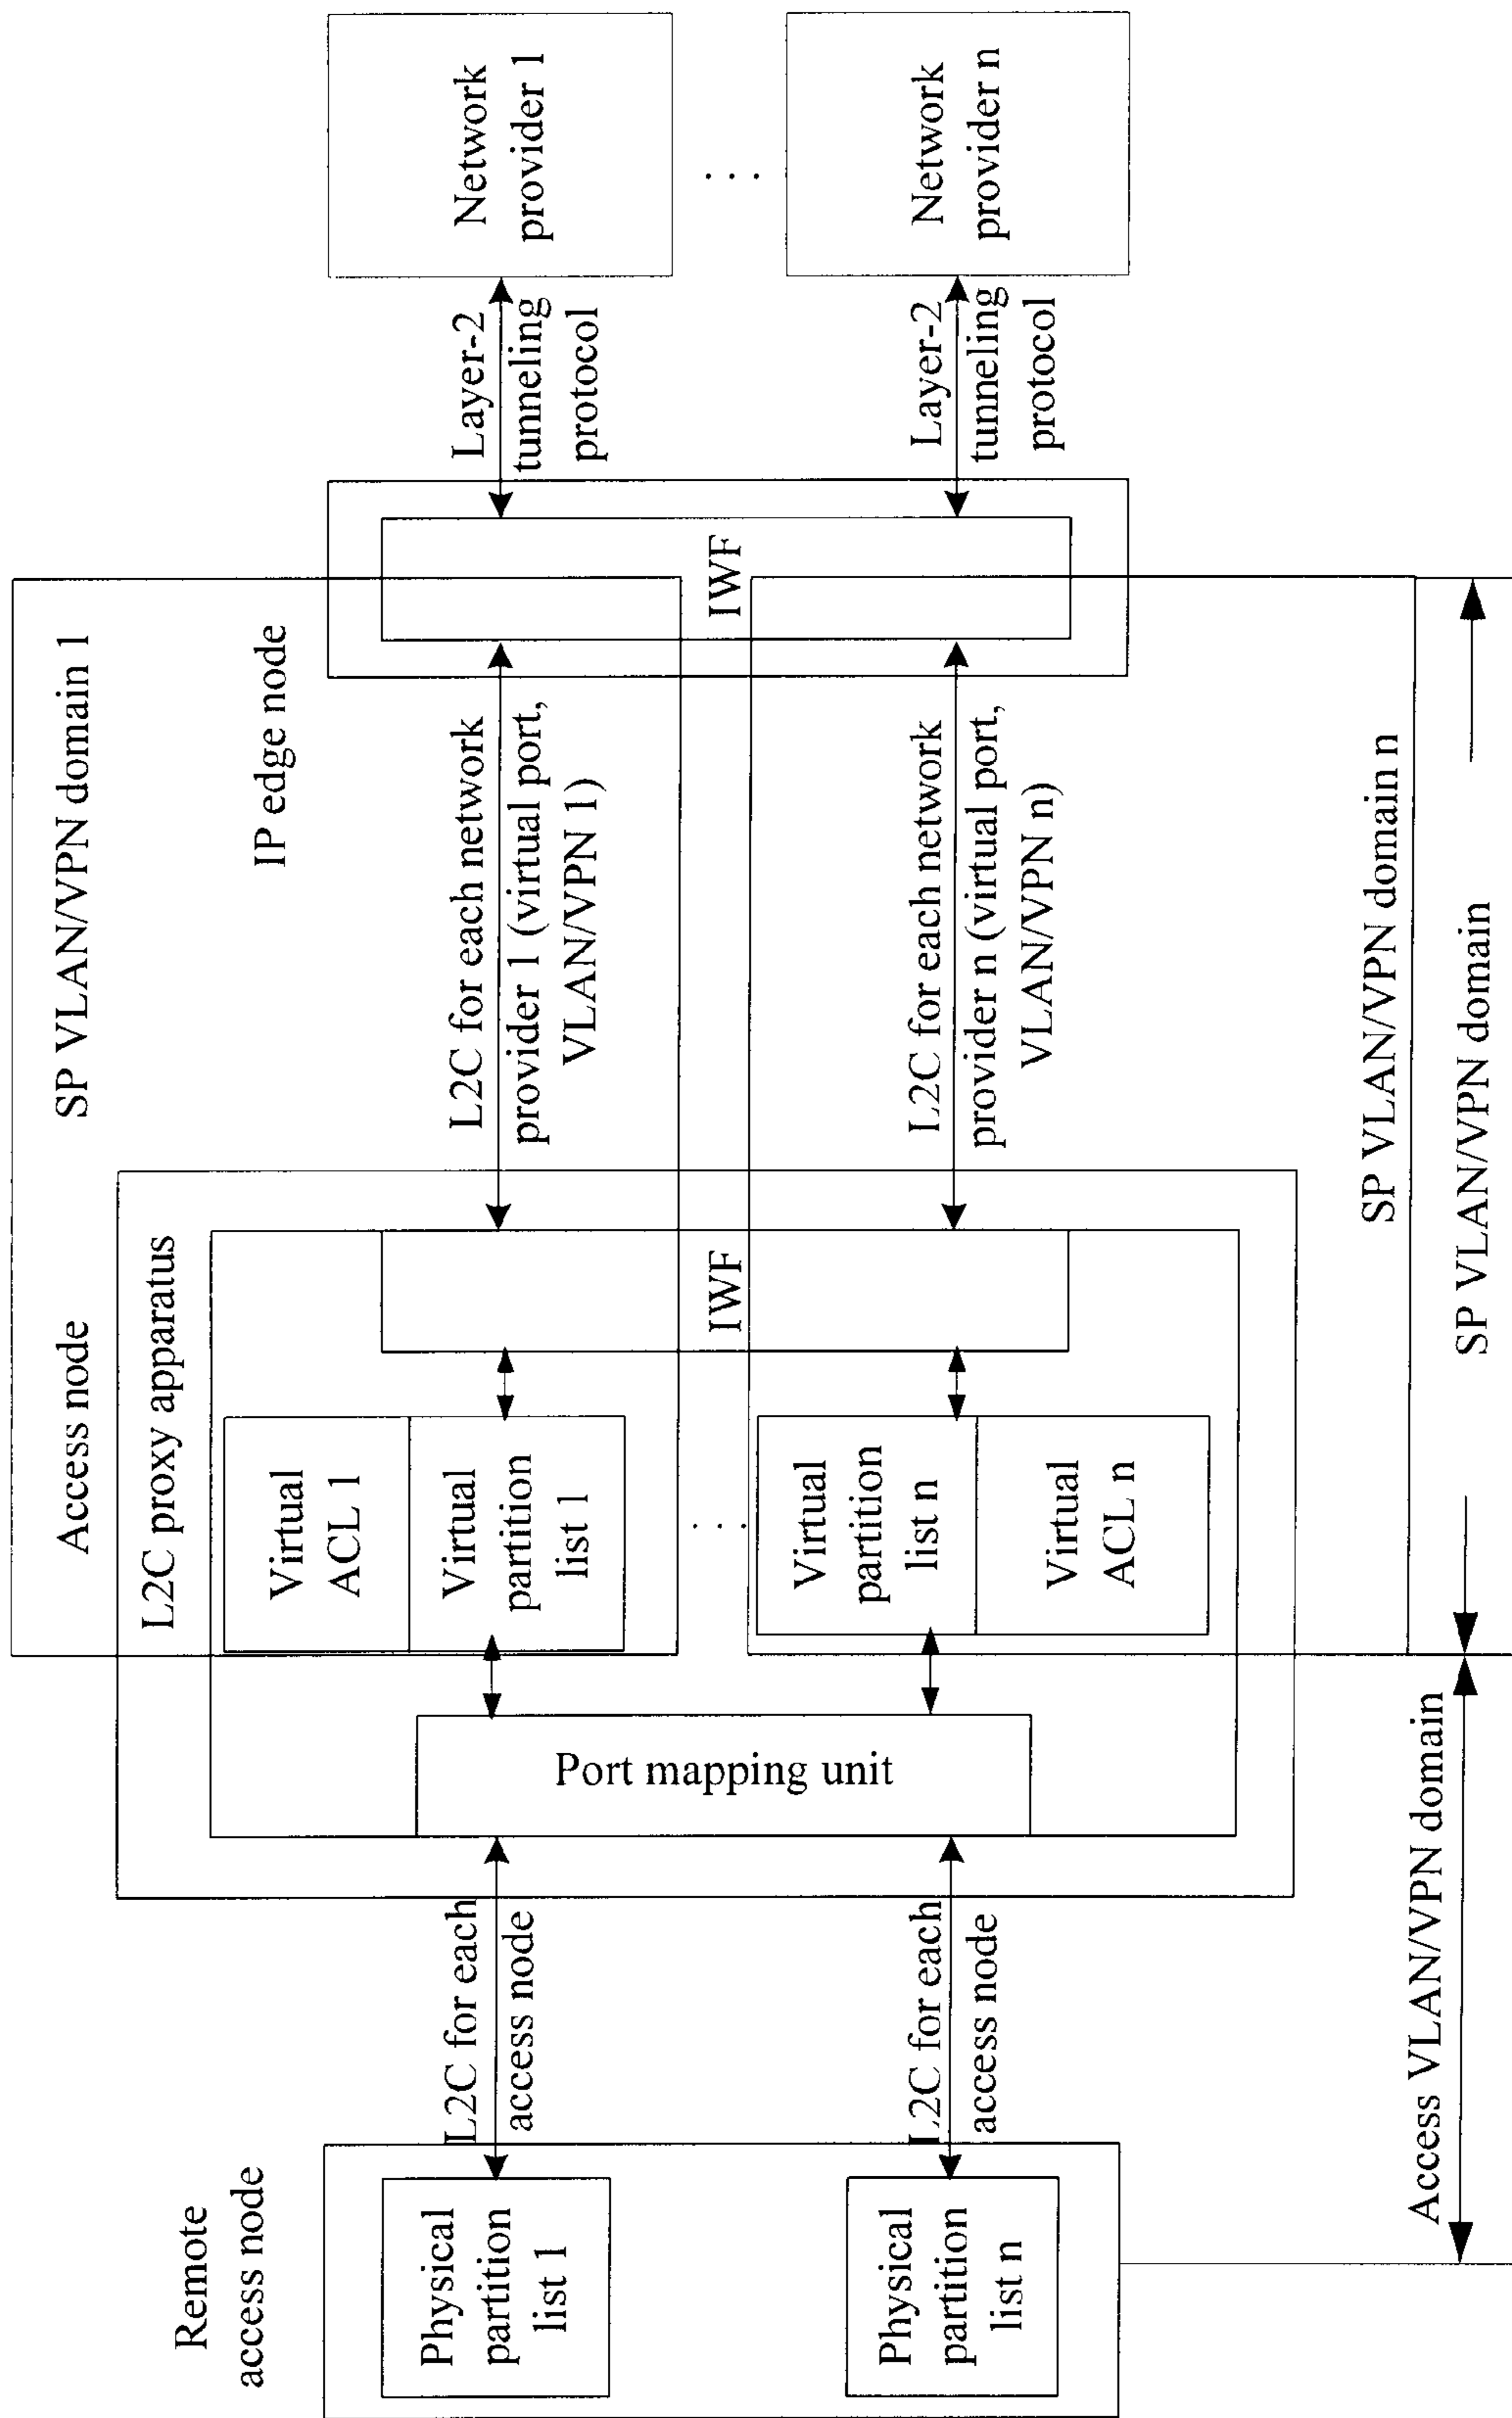 Remote
access node
Physical
partition
list 1
Physical
partition
list n
L2C for each
access node
L2C for each
access node
Access node
L2C proxy apparatus
Port mapping unit
Virtual
ACL 1
Virtual
partition
list 1
. . .
Virtual
partition
list n
Virtual
ACL n
IWF
SP VLAN/VPN domain 1
IP edge node
L2C for each network
provider 1 (virtual port,
VLAN/VPN 1)
L2C for each network
provider n (virtual port,
VLAN/VPN n)
IWF
Layer-2
tunneling
protocol
Layer-2
tunneling
protocol
Network
provider 1
. . .
Network
provider n
SP VLAN/VPN domain n
Access VLAN/VPN domain
SP VLAN/VPN domain